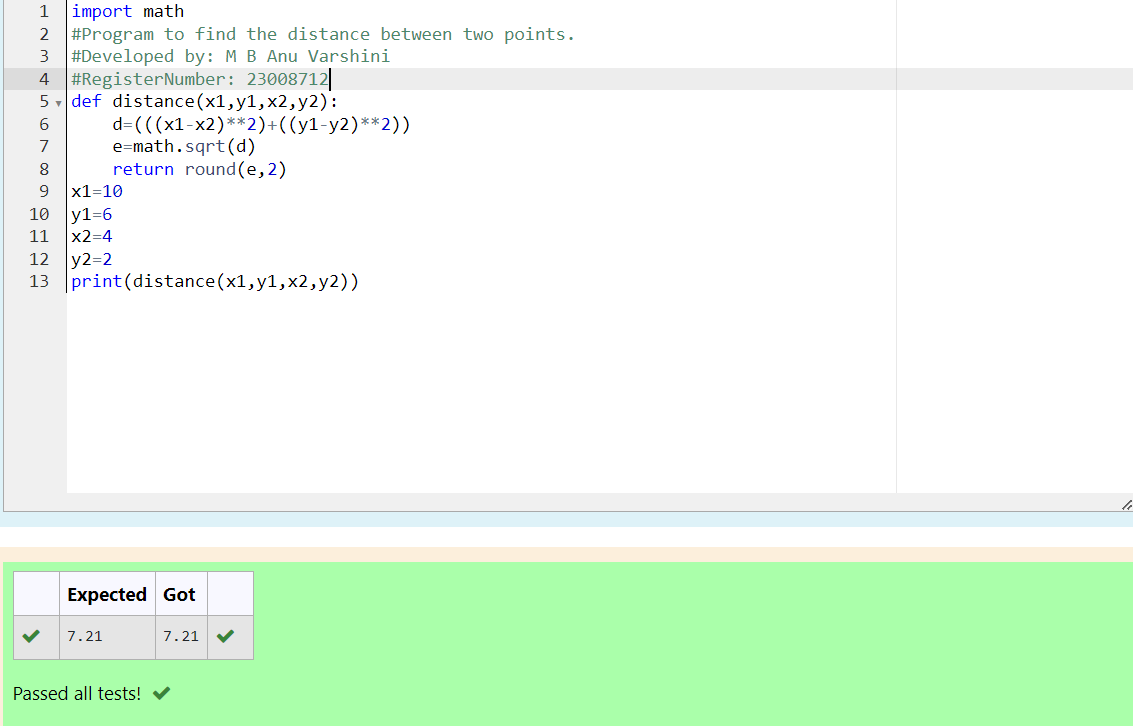 1 import math
2 #Program to find the distance between two points.
3 #Developed by: M B Anu Varshini
4 #RegisterNumber: 23008712
5 def distance(x1,y1,x2,y2):
6     d=(((x1-x2)**2)+((y1-y2)**2))
7     e=math.sqrt(d)
8     return round(e,2)
9 x1=10
10 y1=6
11 x2=4
12 y2=2
13 print(distance(x1,y1,x2,y2))
Expected Got
7.21 7.21
Passed all tests!